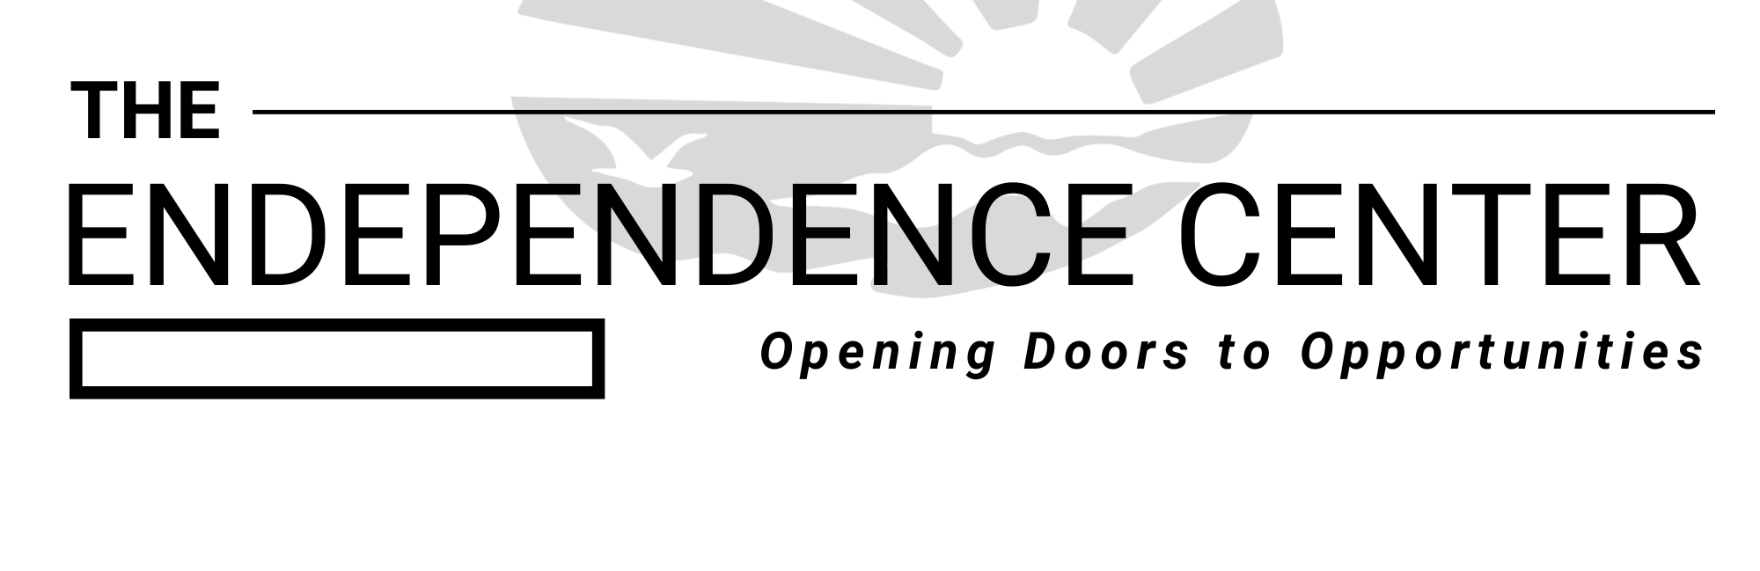 THE
ENDEPENDENCE CENTER
Opening Doors to Opportunities